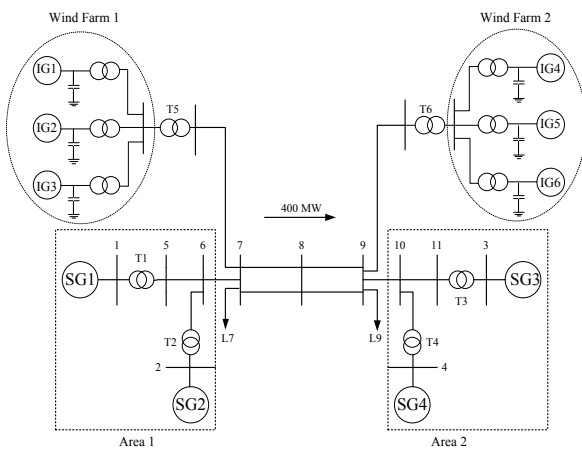 Wind Farm 1
Wind Farm 2
IG1
IG4
T5
T6
IG2
IG5
IG3
IG6
400 MW
1
T1
5
6
7
8
9
10
11
3
SG1
SG3
T3
T2
L7
L9
T4
2
4
SG2
SG4
Area 1
Area 2